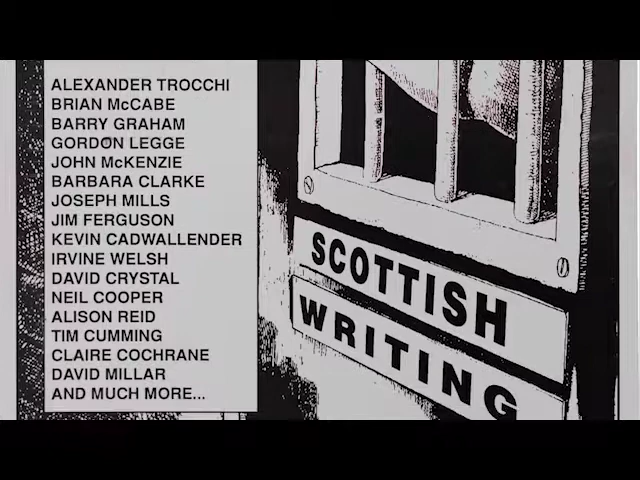 ALEXANDER TROCCHI
BRIAN McCABE
BARRY GRAHAM
GORDON LEGGE
JOHN McKENZIE
BARBARA CLARKE
JOSEPH MILLS
JIM FERGUSON
KEVIN CADWALLENDER
IRVINE WELSH
DAVID CRYSTAL
NEIL COOPER
ALISON REID
TIM CUMMING
CLAIRE COCHRANE
DAVID MILLAR
AND MUCH MORE...
SCOTTISH
WRITING